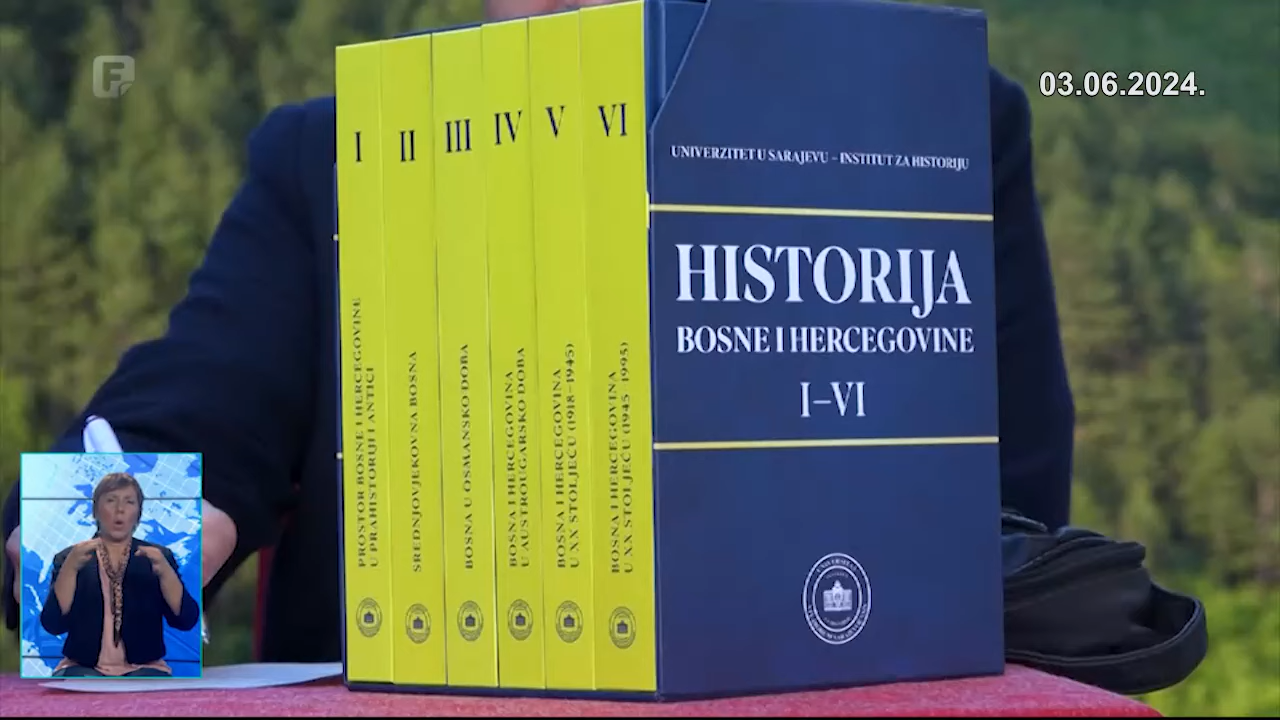 F
03.06.2024.
I
II
III
IV
V
VI
PROSTOR BOSNE I HERCEGOVINE
U PRAHISTORIJI I ANTICI
SREDNJOVJEKOVNA BOSNA
BOSNA U OSMANSKO DOBA
BOSNA I HERCEGOVINA
U AUSTROUGARSKO DOBA
BOSNA I HERCEGOVINA
U XX STOLJEĆU (1918–1945)
BOSNA I HERCEGOVINA
U XX STOLJEĆU (1945–1995)
UNIVERZITET U SARAJEVU – INSTITUT ZA HISTORIJU
HISTORIJA
BOSNE I HERCEGOVINE
I–VI